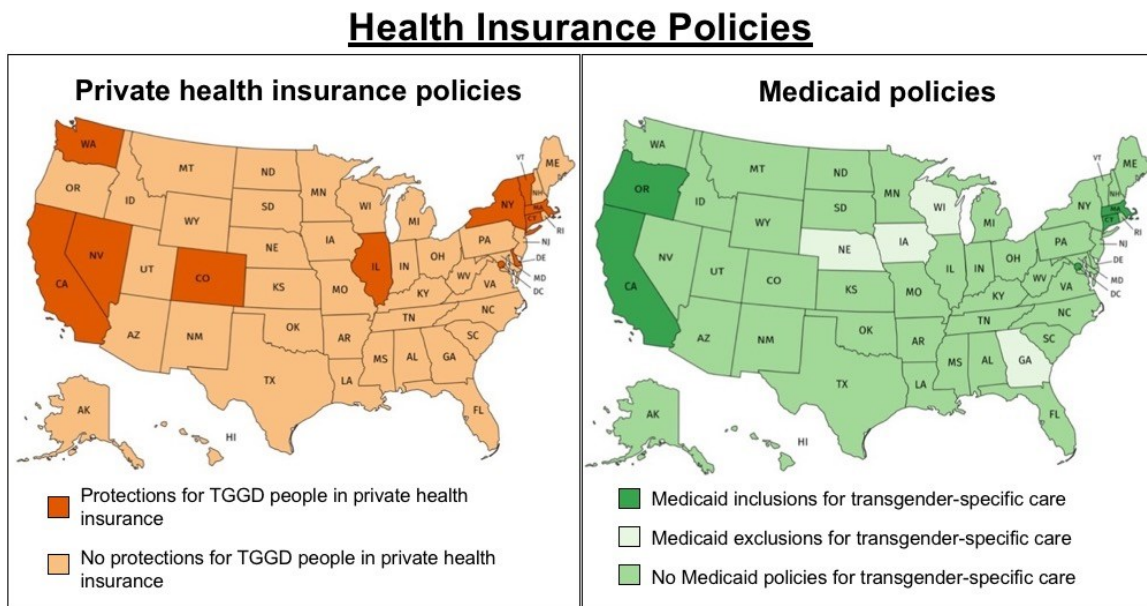 Health Insurance Policies
Private health insurance policies
WA
MT
ND
MN
VT
ME
OR
ID
SD
WI
MI
NY
NH
MA
CT
RI
WY
NE
IA
PA
NJ
NV
UT
CO
IL
IN
OH
DE
MD
DC
CA
KS
MO
WV
VA
KY
AZ
NM
OK
AR
TN
NC
SC
TX
LA
MS
AL
GA
FL
AK
HI
Protections for TGGD people in private health
insurance
No protections for TGGD people in private health
insurance
Medicaid policies
WA
MT
ND
MN
VT
ME
OR
ID
SD
WI
MI
NY
NH
MA
CT
RI
WY
NE
IA
PA
NJ
NV
UT
CO
IL
IN
OH
DE
MD
DC
CA
KS
MO
WV
VA
KY
AZ
NM
OK
AR
TN
NC
SC
TX
LA
MS
AL
GA
FL
AK
HI
Medicaid inclusions for transgender-specific care
Medicaid exclusions for transgender-specific care
No Medicaid policies for transgender-specific care